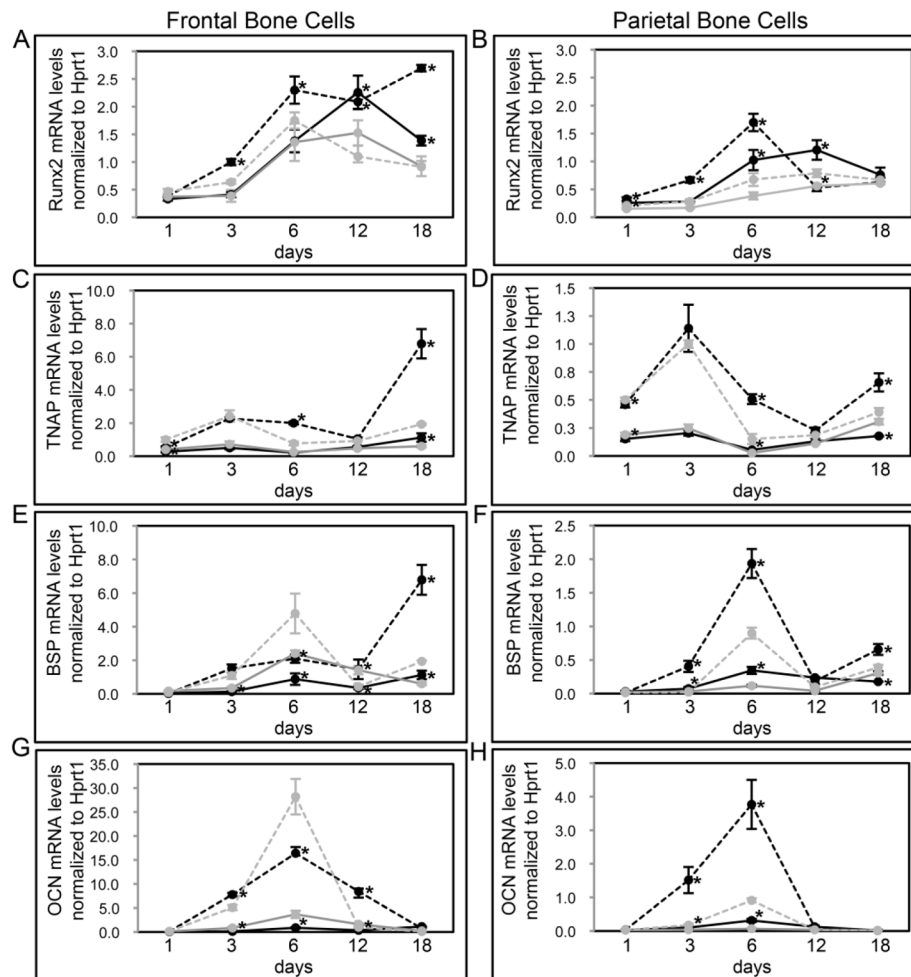 Frontal Bone Cells
Parietal Bone Cells
A
Runx2 mRNA levels
normalized to Hprt1
3.0
2.5
2.0
1.5
1.0
0.5
0.0
* * * * *
1 3 6 12 18
days
B
Runx2 mRNA levels
normalized to Hprt1
3.0
2.5
2.0
1.5
1.0
0.5
0.0
* * * * * * *
1 3 6 12 18
days
C
TNAP mRNA levels
normalized to Hprt1
10.0
8.0
6.0
4.0
2.0
0.0
* * * * *
1 3 6 12 18
days
D
TNAP mRNA levels
normalized to Hprt1
1.5
1.3
1.0
0.8
0.5
0.3
0.0
* * * * * *
1 3 6 12 18
days
E
BSP mRNA levels
normalized to Hprt1
10.0
8.0
6.0
4.0
2.0
0.0
* * * * * * *
1 3 6 12 18
days
F
BSP mRNA levels
normalized to Hprt1
2.5
2.0
1.5
1.0
0.5
0.0
* * * * * *
1 3 6 12 18
days
G
OCN mRNA levels
normalized to Hprt1
35.0
30.0
25.0
20.0
15.0
10.0
5.0
0.0
* * * * * *
1 3 6 12 18
days
H
OCN mRNA levels
normalized to Hprt1
5.0
4.0
3.0
2.0
1.0
0.0
* * * *
1 3 6 12 18
days